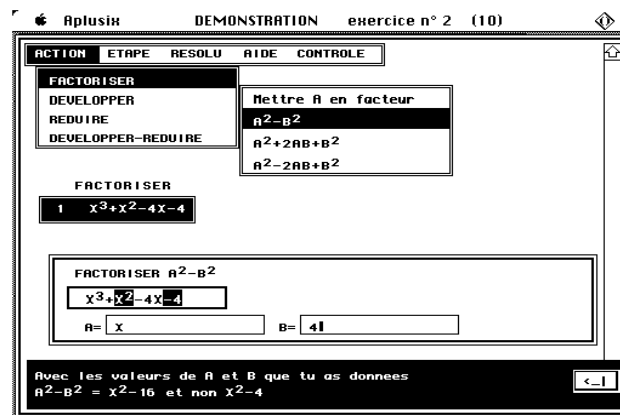 Aplusix DEMONSTRATION exercice n° 2 (10)
ACTION ETAPE RESOLU AIDE CONTROLE
FACTORISER
DEVELOPPER
REDUIRE
DEVELOPPER-REDUIRE
Mettre A en facteur
A²-B²
A²+2AB+B²
A²-2AB+B²
FACTORISER
1 X³+X²-4X-4
FACTORISER A²-B²
X³+X²-4X-4
A= X B= 4
Avec les valeurs de A et B que tu as donnees
A²-B² = X²-16 et non X²-4